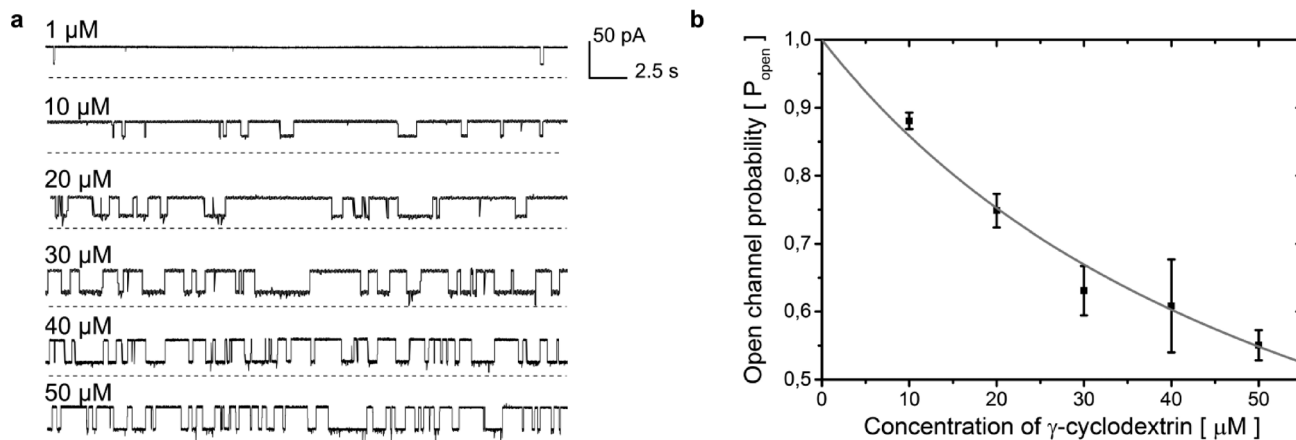 a
1 µM
50 pA
2.5 s
10 µM
20 µM
30 µM
40 µM
50 µM
b
Open channel probability [ P_open ]
1,0
0,9
0,8
0,7
0,6
0,5
0 10 20 30 40 50
Concentration of γ-cyclodextrin [ µM ]